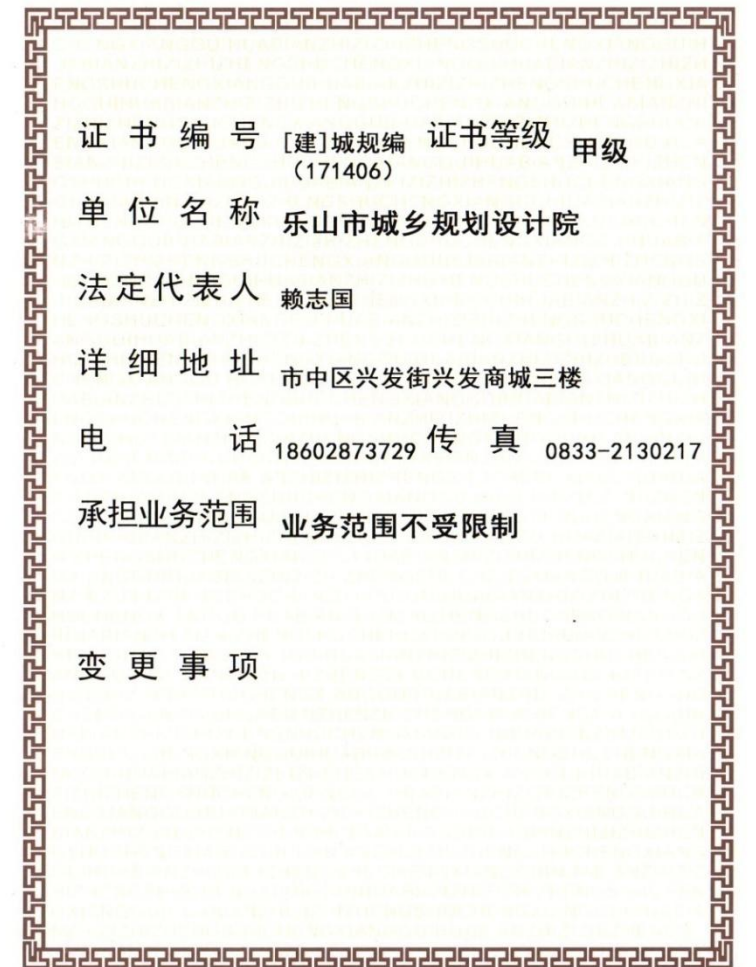 证书编号 [建]城规编 证书等级 甲级
(171406)
单位名称 乐山市城乡规划设计院
法定代表人 赖志国
详细地址 市中区兴发街兴发商城三楼
电话 18602873729 传真 0833-2130217
承担业务范围 业务范围不受限制
变更事项